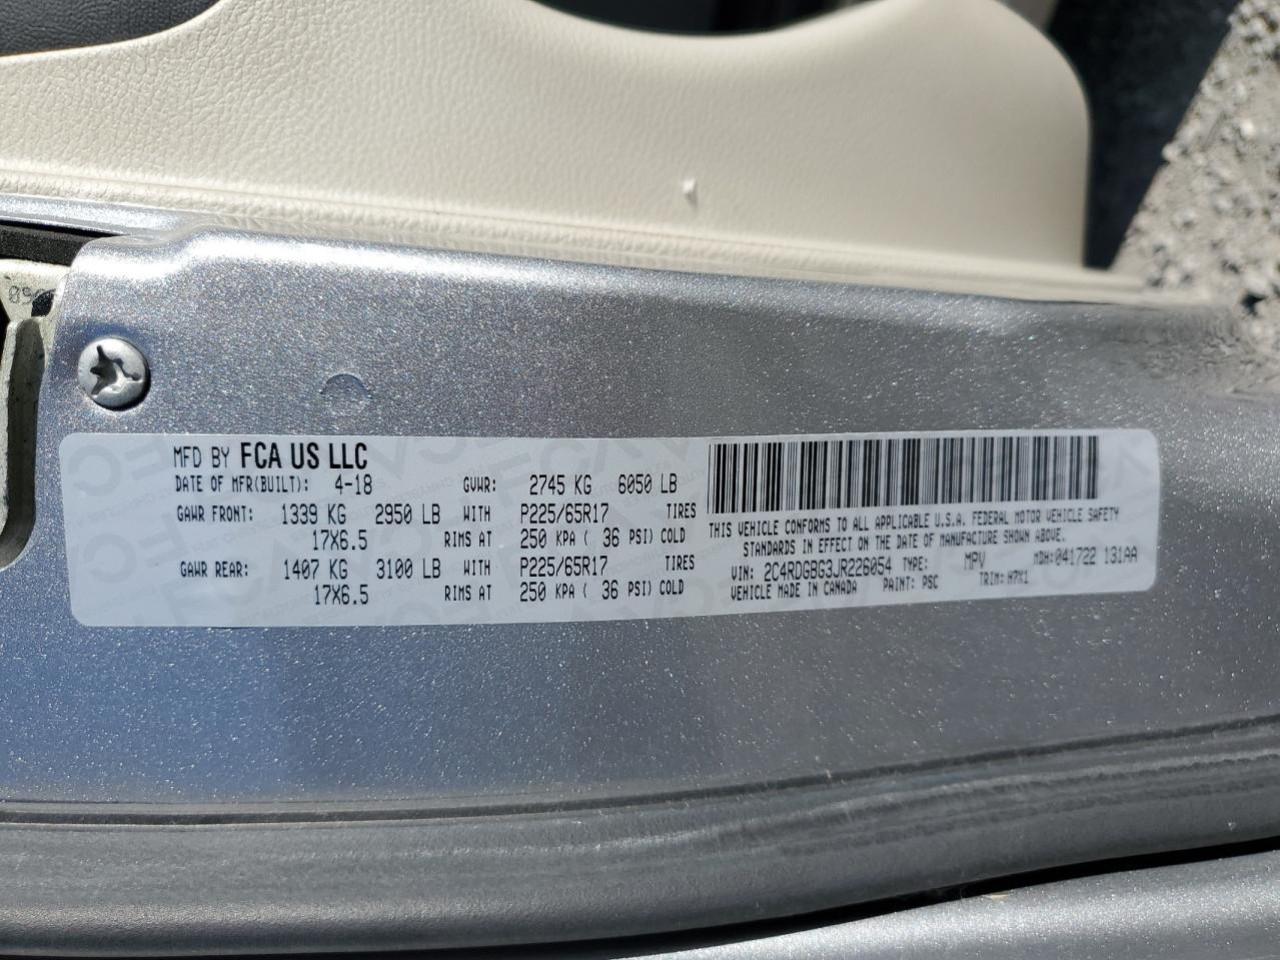 MFD BY FCA US LLC
DATE OF MFR(BUILT): 4-18 GVWR: 2745 KG 6050 LB
GAWR FRONT: 1339 KG 2950 LB WITH P225/65R17 TIRES
17X6.5 RIMS AT 250 KPA ( 36 PSI) COLD
GAWR REAR: 1407 KG 3100 LB WITH P225/65R17 TIRES
17X6.5 RIMS AT 250 KPA ( 36 PSI) COLD
THIS VEHICLE CONFORMS TO ALL APPLICABLE U.S.A. FEDERAL MOTOR VEHICLE SAFETY
STANDARDS IN EFFECT ON THE DATE OF MANUFACTURE SHOWN ABOVE.
VIN: 2C4RDGBG3JR226054 TYPE: MPV MDH:041722 131AA
VEHICLE MADE IN CANADA PAINT: PSC TRIM: H7X1